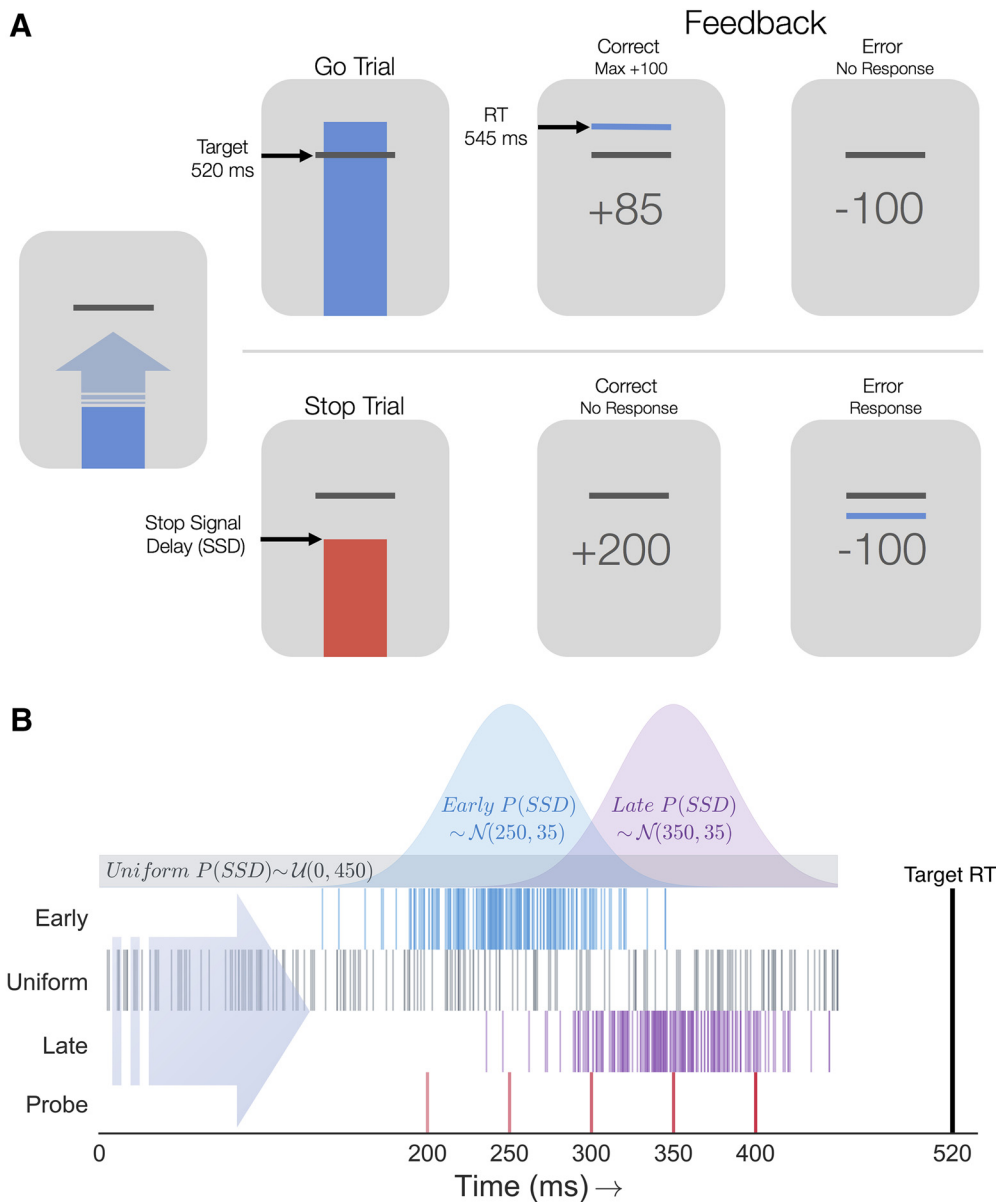 A
Feedback
Go Trial
Correct
Max +100
Error
No Response
Target
520 ms
RT
545 ms
+85
-100
Stop Trial
Correct
No Response
Error
Response
Stop Signal
Delay (SSD)
+200
-100
B
Early P(SSD)
~ N(250, 35)
Late P(SSD)
~ N(350, 35)
Uniform P(SSD)~U(0, 450)
Target RT
Early
Uniform
Late
Probe
0 200 250 300 350 400 520
Time (ms) →